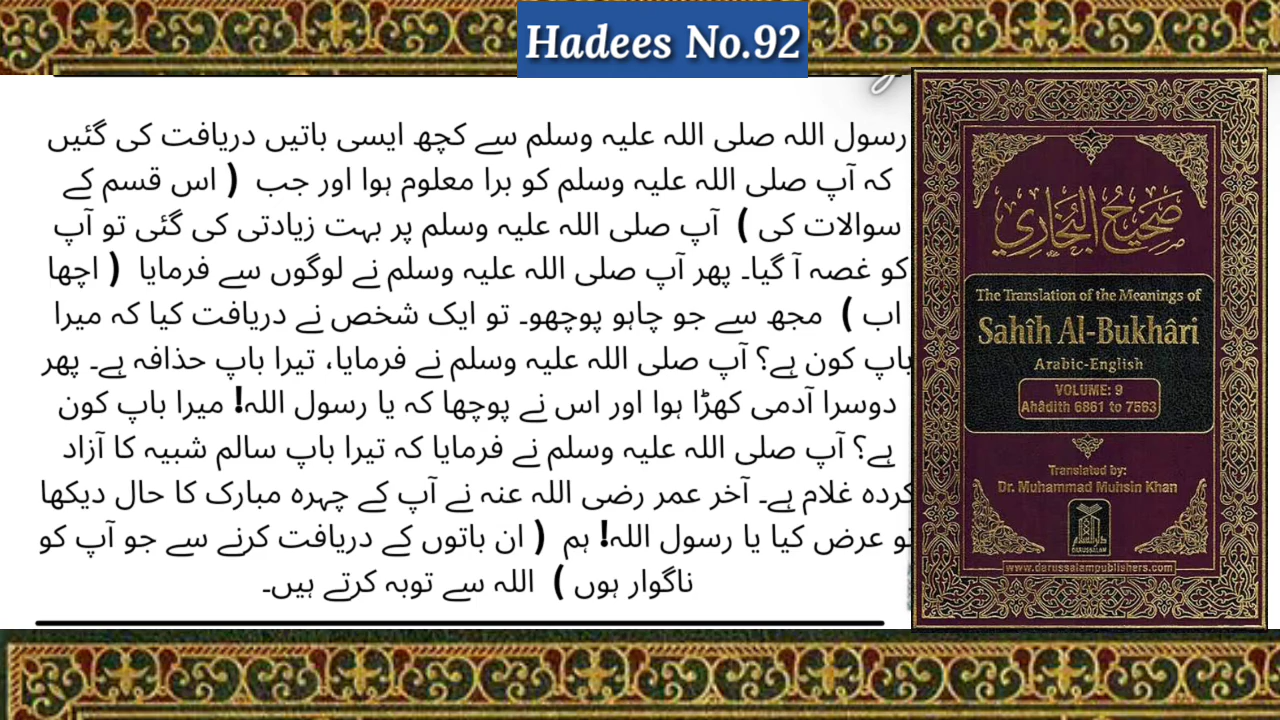 Hadees No.92
رسول اللہ صلی اللہ علیہ وسلم سے کچھ ایسی باتیں دریافت کی گئیں
کہ آپ صلی اللہ علیہ وسلم کو برا معلوم ہوا اور جب ( اس قسم کے
سوالات کی ) آپ صلی اللہ علیہ وسلم پر بہت زیادتی کی گئی تو آپ
کو غصہ آ گیا۔ پھر آپ صلی اللہ علیہ وسلم نے لوگوں سے فرمایا ( اچھا
اب ) مجھ سے جو چاہو پوچھو۔ تو ایک شخص نے دریافت کیا کہ میرا
باپ کون ہے؟ آپ صلی اللہ علیہ وسلم نے فرمایا، تیرا باپ حذافہ ہے۔ پھر
دوسرا آدمی کھڑا ہوا اور اس نے پوچھا کہ یا رسول اللہ! میرا باپ کون
ہے؟ آپ صلی اللہ علیہ وسلم نے فرمایا کہ تیرا باپ سالم شبیہ کا آزاد
کردہ غلام ہے۔ آخر عمر رضی اللہ عنہ نے آپ کے چہرہ مبارک کا حال دیکھا
تو عرض کیا یا رسول اللہ! ہم ( ان باتوں کے دریافت کرنے سے جو آپ کو
ناگوار ہوں ) اللہ سے توبہ کرتے ہیں۔
صَحِيحُ البُخَارِي
The Translation of the Meanings of
Sahîh Al-Bukhâri
Arabic-English
VOLUME: 9
Ahâdith 6861 to 7563
Translated by:
Dr. Muhammad Muhsin Khan
DARUSSALAM
www.darussalampublishers.com